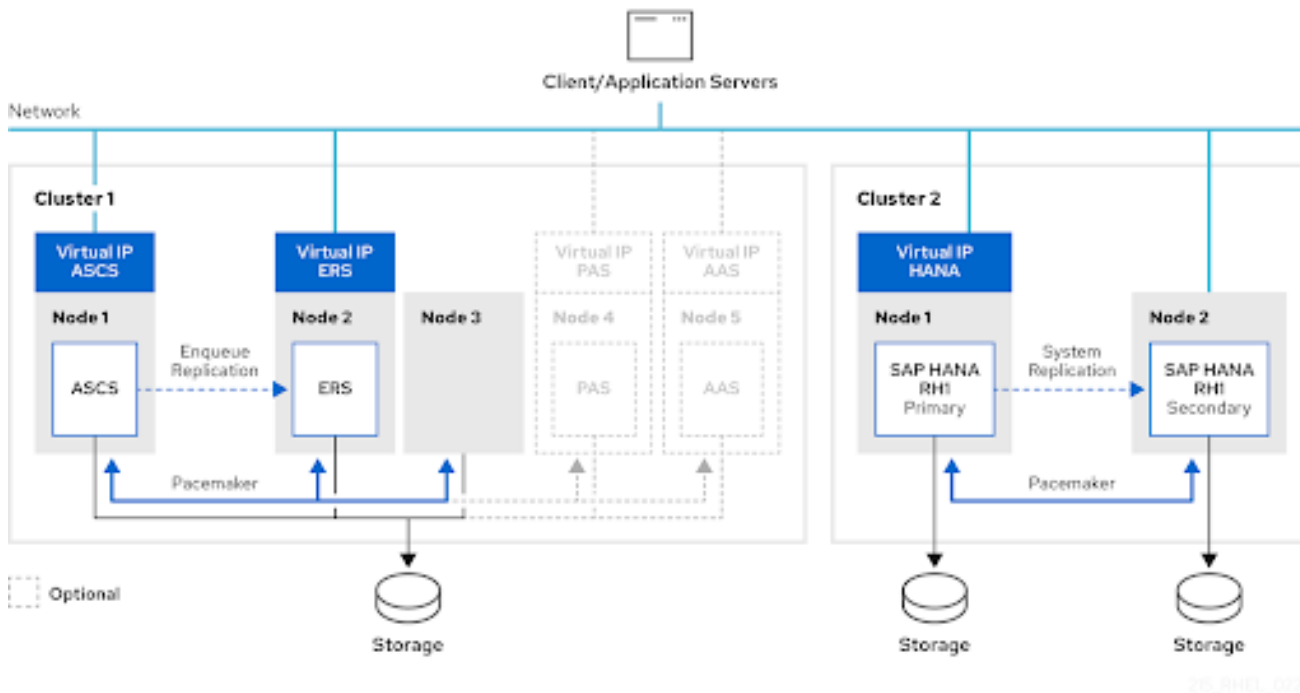 Client/Application Servers
Network
Cluster 1
Virtual IP
ASCS
Virtual IP
ERS
Virtual IP
PAS
Virtual IP
AAS
Node 1
Node 2
Node 3
Node 4
Node 5
ASCS
Enqueue
Replication
ERS
PAS
AAS
Pacemaker
Cluster 2
Virtual IP
HANA
Node 1
Node 2
SAP HANA
RH1
Primary
System
Replication
SAP HANA
RH1
Secondary
Pacemaker
Optional
Storage
Storage
Storage